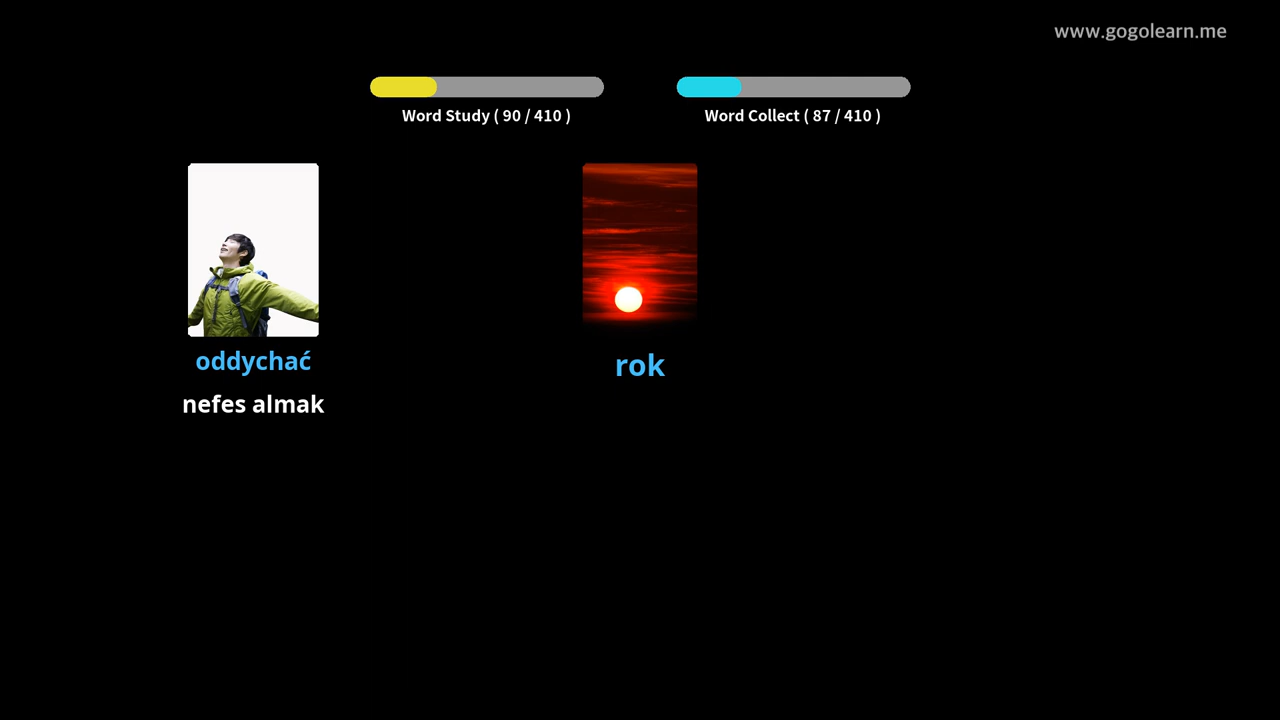 www.gogolearn.me
Word Study ( 90 / 410 )
Word Collect ( 87 / 410 )
oddychać
nefes almak
rok